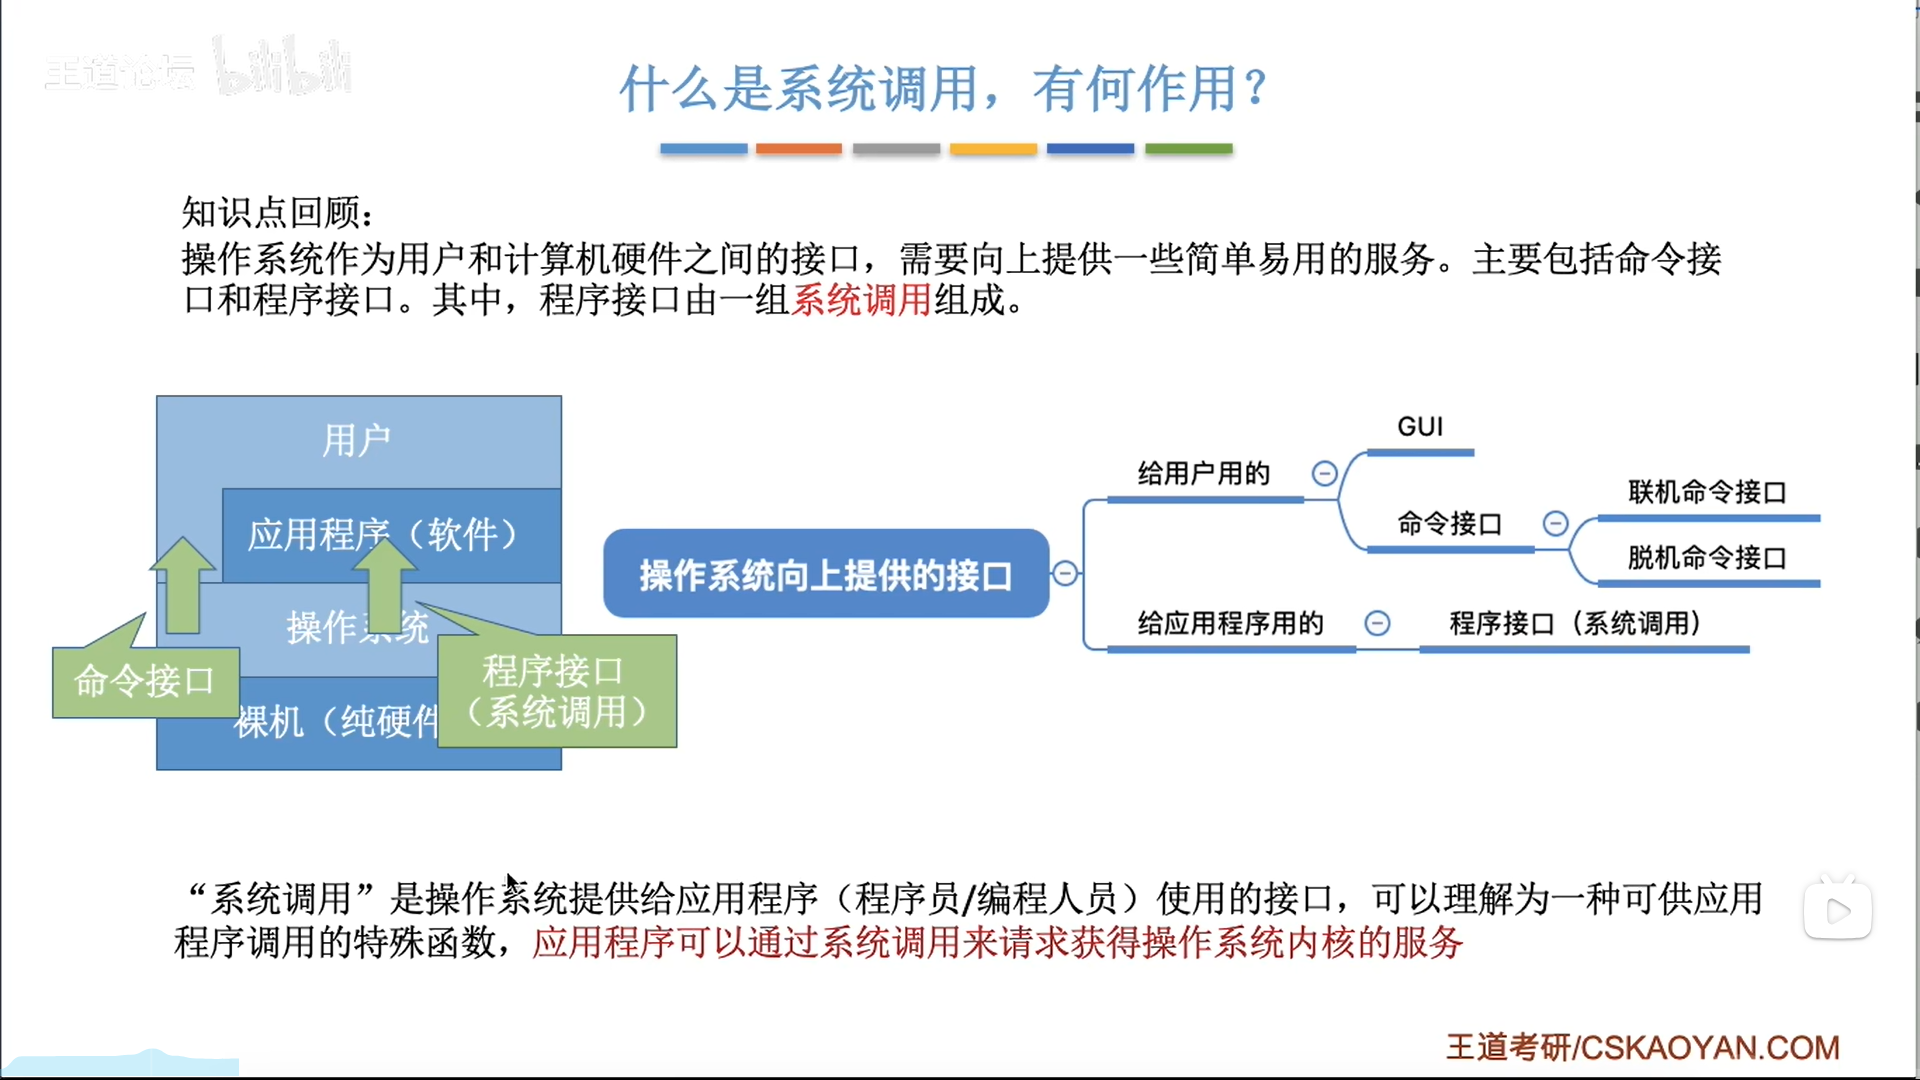 王道论坛 bilibili
什么是系统调用，有何作用？
知识点回顾：
操作系统作为用户和计算机硬件之间的接口，需要向上提供一些简单易用的服务。主要包括命令接
口和程序接口。其中，程序接口由一组系统调用组成。
用户
应用程序（软件）
操作系统
命令接口
程序接口
（系统调用）
裸机（纯硬件
操作系统向上提供的接口
给用户用的
GUI
命令接口
联机命令接口
脱机命令接口
给应用程序用的
程序接口（系统调用）
“系统调用”是操作系统提供给应用程序（程序员/编程人员）使用的接口，可以理解为一种可供应用
程序调用的特殊函数，应用程序可以通过系统调用来请求获得操作系统内核的服务
王道考研/CSKAOYAN.COM